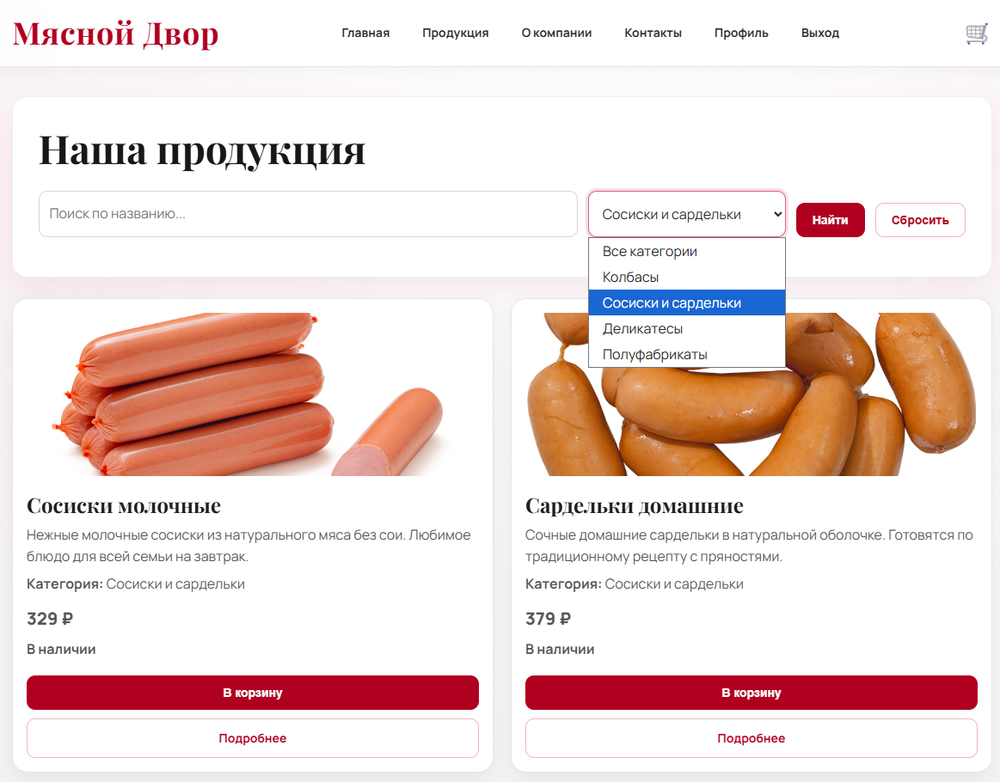 Мясной Двор
Главная
Продукция
О компании
Контакты
Профиль
Выход
Наша продукция
Поиск по названию...
Сосиски и сардельки
Найти
Сбросить
Все категории
Колбасы
Сосиски и сардельки
Деликатесы
Полуфабрикаты
Сосиски молочные
Нежные молочные сосиски из натурального мяса без сои. Любимое
блюдо для всей семьи на завтрак.
Категория: Сосиски и сардельки
329 ₽
В наличии
В корзину
Подробнее
Сардельки домашние
Сочные домашние сардельки в натуральной оболочке. Готовятся по
традиционному рецепту с пряностями.
Категория: Сосиски и сардельки
379 ₽
В наличии
В корзину
Подробнее